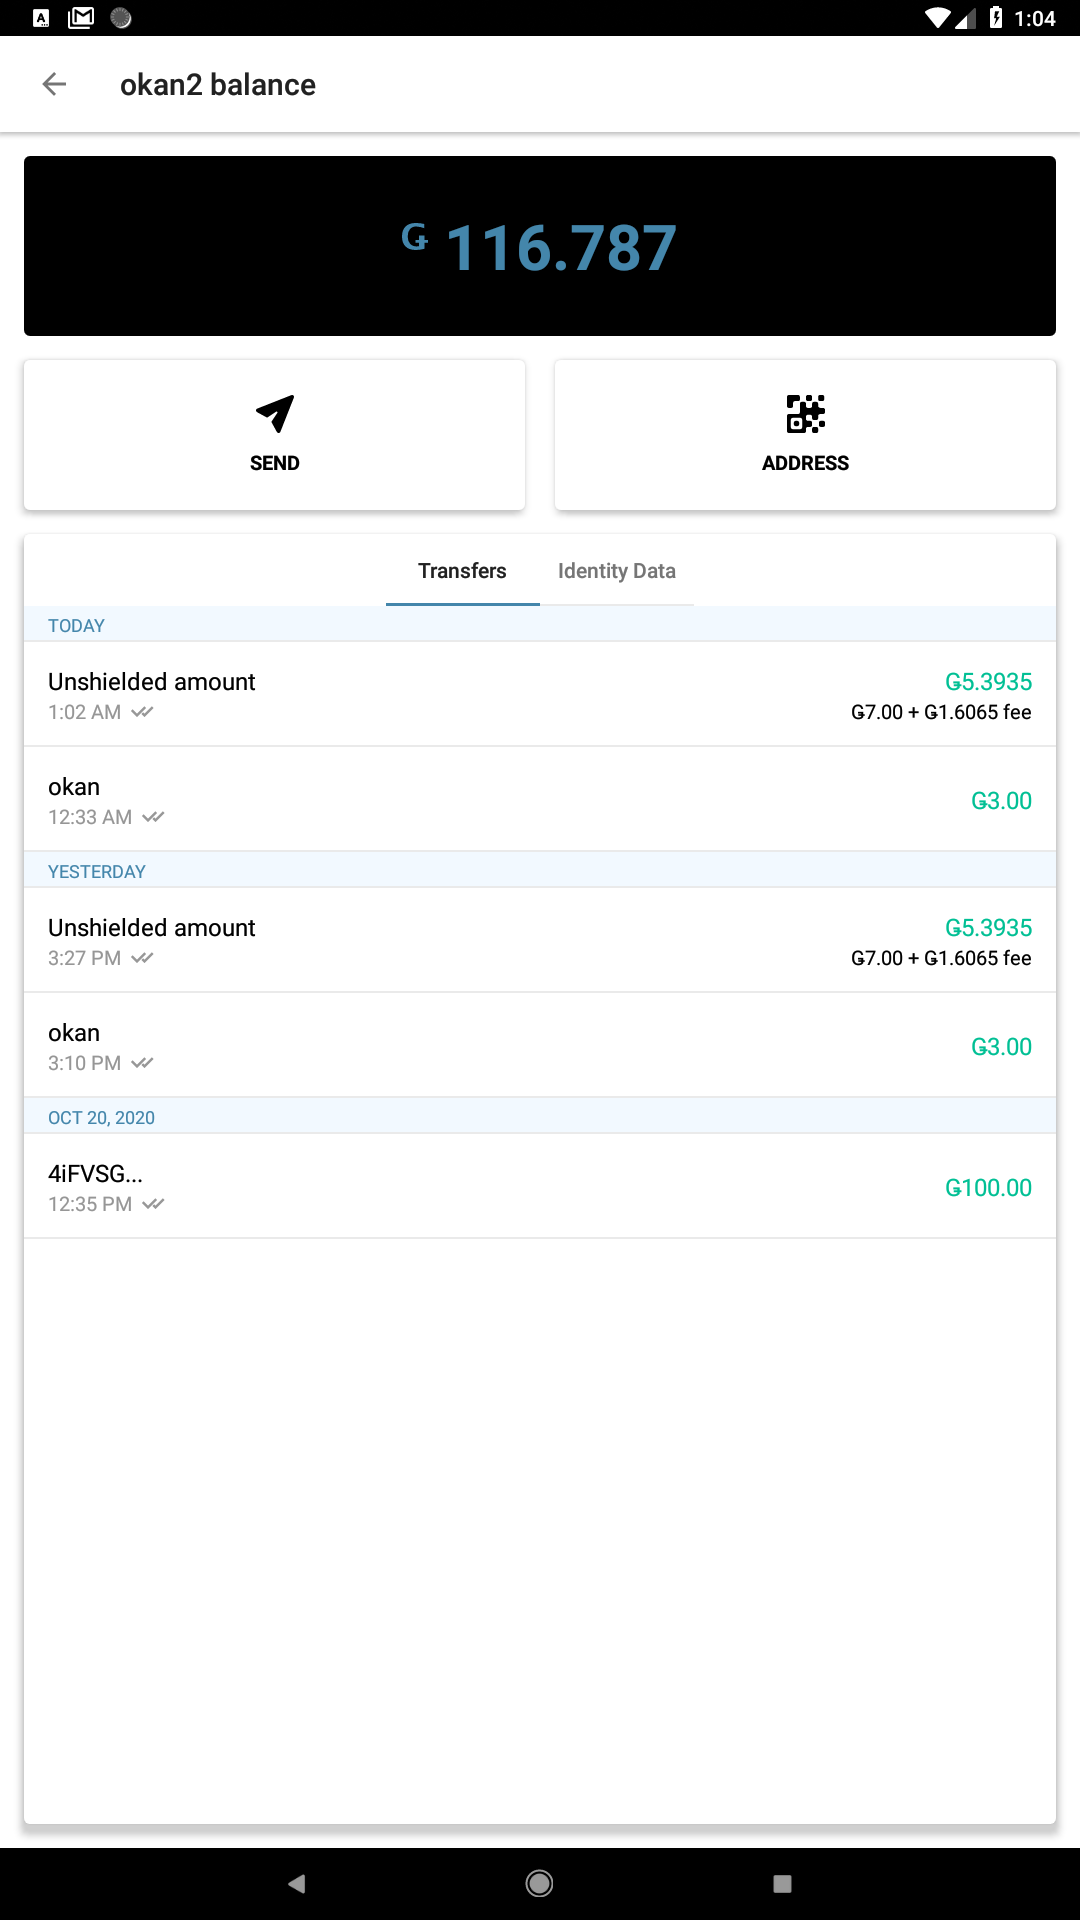 1:04
okan2 balance
Ǥ 116.787
SEND
ADDRESS
Transfers
Identity Data
TODAY
Unshielded amount
Ǥ5.3935
1:02 AM
Ǥ7.00 + Ǥ1.6065 fee
okan
Ǥ3.00
12:33 AM
YESTERDAY
Unshielded amount
Ǥ5.3935
3:27 PM
Ǥ7.00 + Ǥ1.6065 fee
okan
Ǥ3.00
3:10 PM
OCT 20, 2020
4iFVSG...
Ǥ100.00
12:35 PM